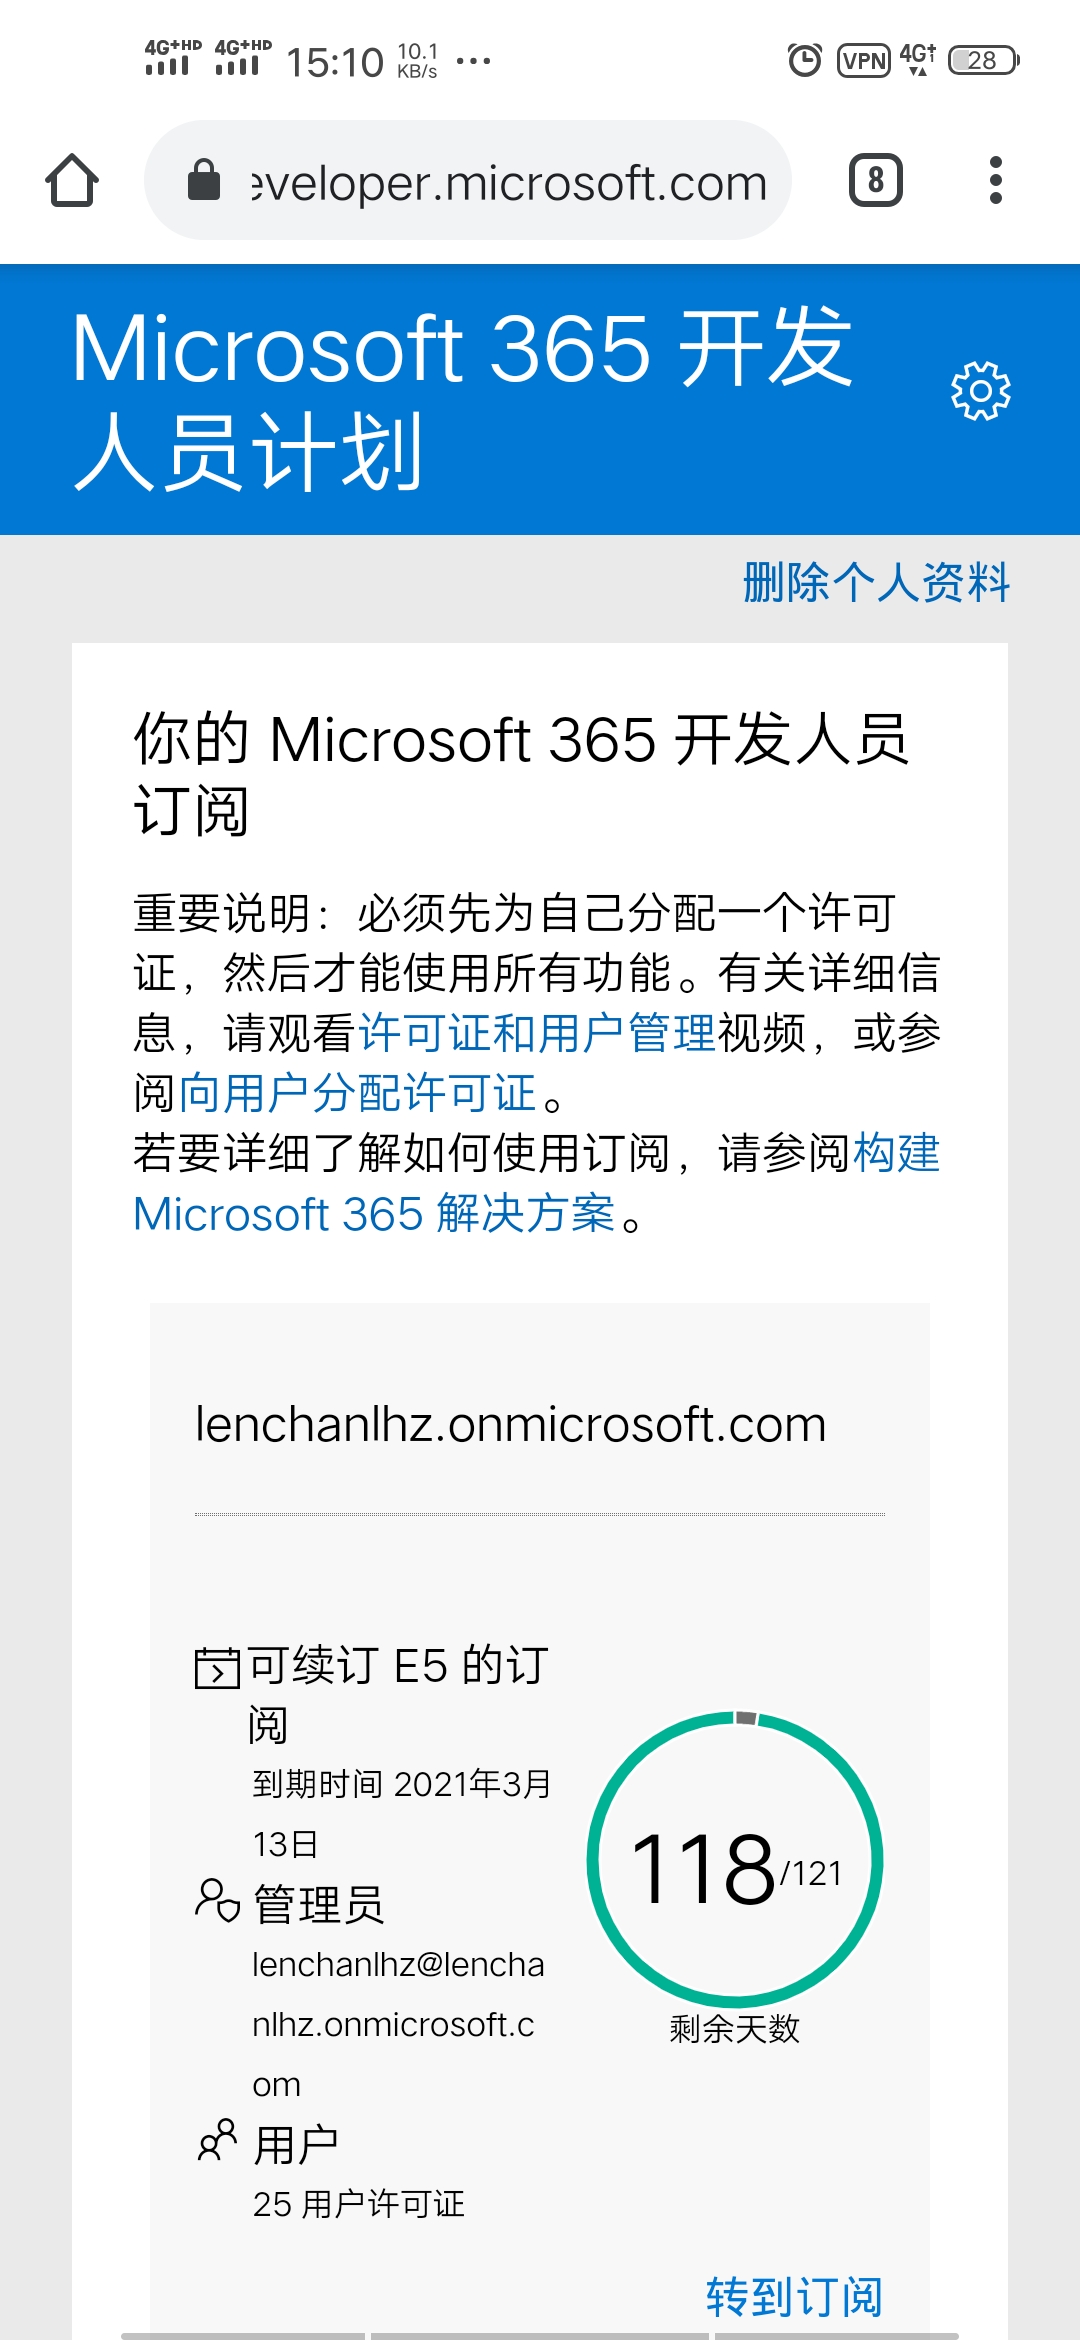 4G+HD 4G+HD 15:10 10.1 KB/s ··· VPN 4G+ 28
eveloper.microsoft.com 8
Microsoft 365 开发
人员计划
删除个人资料
你的 Microsoft 365 开发人员
订阅
重要说明：必须先为自己分配一个许可
证，然后才能使用所有功能。有关详细信
息，请观看许可证和用户管理视频，或参
阅向用户分配许可证。
若要详细了解如何使用订阅，请参阅构建
Microsoft 365 解决方案。
lenchanlhz.onmicrosoft.com
可续订 E5 的订
阅
到期时间 2021年3月
13日
管理员
lenchanlhz@lencha
nlhz.onmicrosoft.c
om
用户
25 用户许可证
118/121
剩余天数
转到订阅